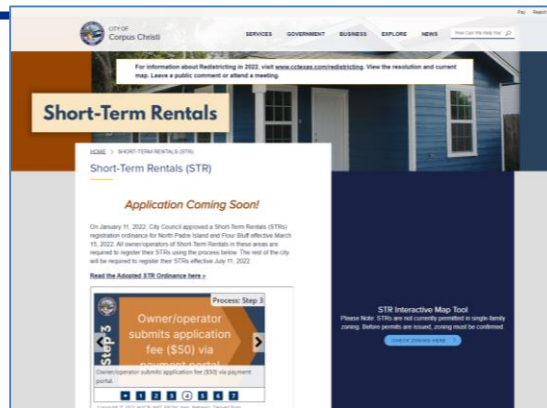 Pay Report
CITY OF
Corpus Christi
SERVICES GOVERNMENT BUSINESS EXPLORE NEWS How Can We Help You?
For information about Redistricting in 2022, visit www.cctexas.com/redistricting. View the resolution and current
map. Leave a public comment or attend a meeting.
Short-Term Rentals
HOME > SHORT-TERM RENTALS (STR)
Short-Term Rentals (STR)
Application Coming Soon!
On January 11, 2022, City Council approved a Short-Term Rentals (STRs)
registration ordinance for North Padre Island and Flour Bluff effective March
15, 2022. All owner/operators of Short-Term Rentals in these areas are
required to register their STRs using the process below. The rest of the city
will be required to register their STRs effective July 11, 2022.
Read the Adopted STR Ordinance here »
Process: Step 3
Step 3
Owner/operator
submits application
fee ($50) via
payment portal
Owner/operator submits application fee ($50) via payment
portal.
1 2 3 4 5 6 7
STR Interactive Map Tool
Please Note: STRs are not currently permitted in single-family
zoning. Before permits are issued, zoning must be confirmed.
CHECK ZONING HERE